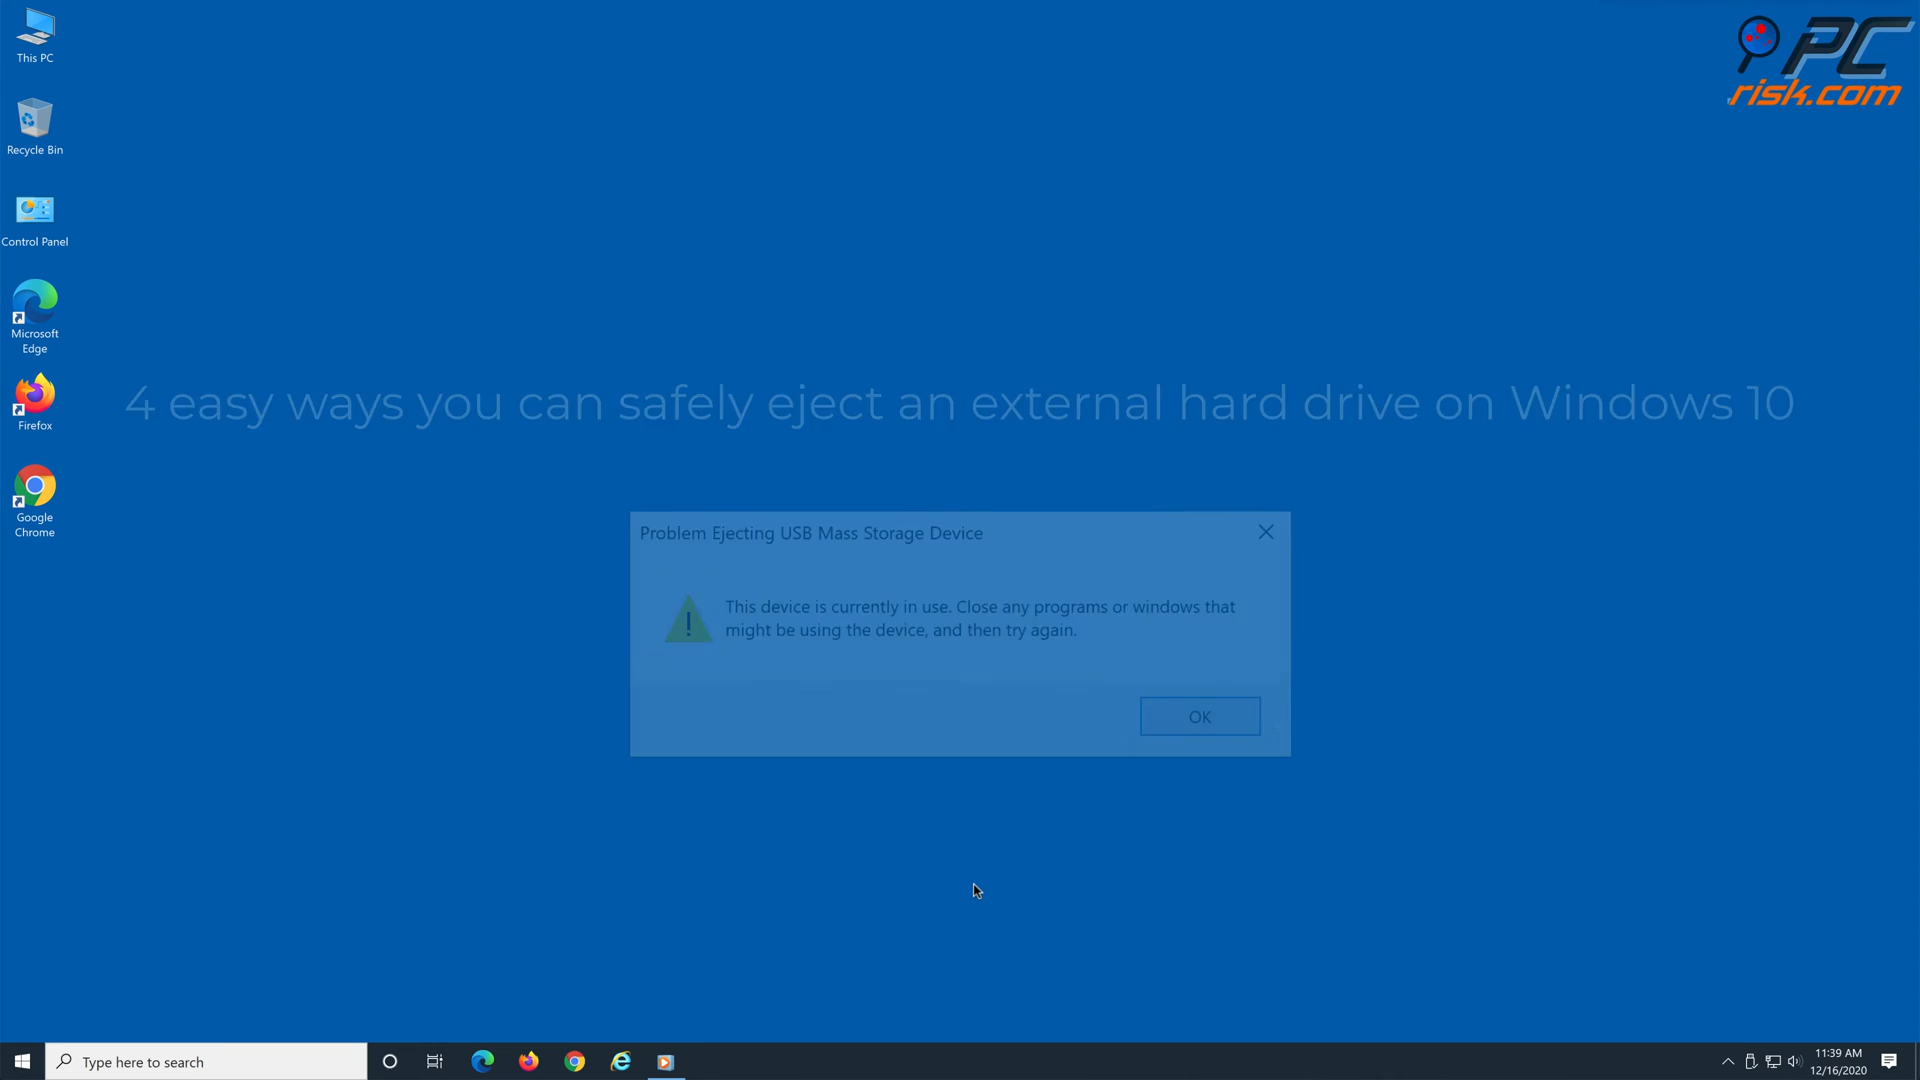 This PC
Recycle Bin
Control Panel
Microsoft
Edge
Firefox
Google
Chrome
PC
risk.com
4 easy ways you can safely eject an external hard drive on Windows 10
Problem Ejecting USB Mass Storage Device
This device is currently in use. Close any programs or windows that
might be using the device, and then try again.
OK
Type here to search
11:39 AM
12/16/2020